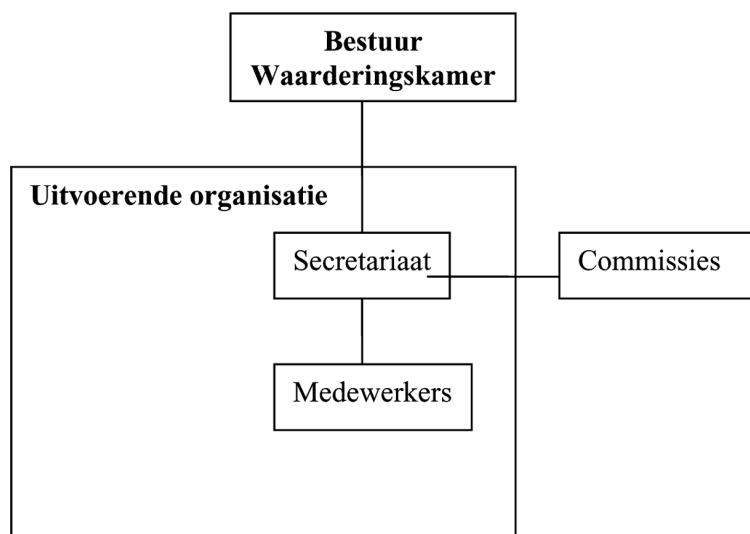 Bestuur
Waarderingskamer
Uitvoerende organisatie
Secretariaat
Commissies
Medewerkers